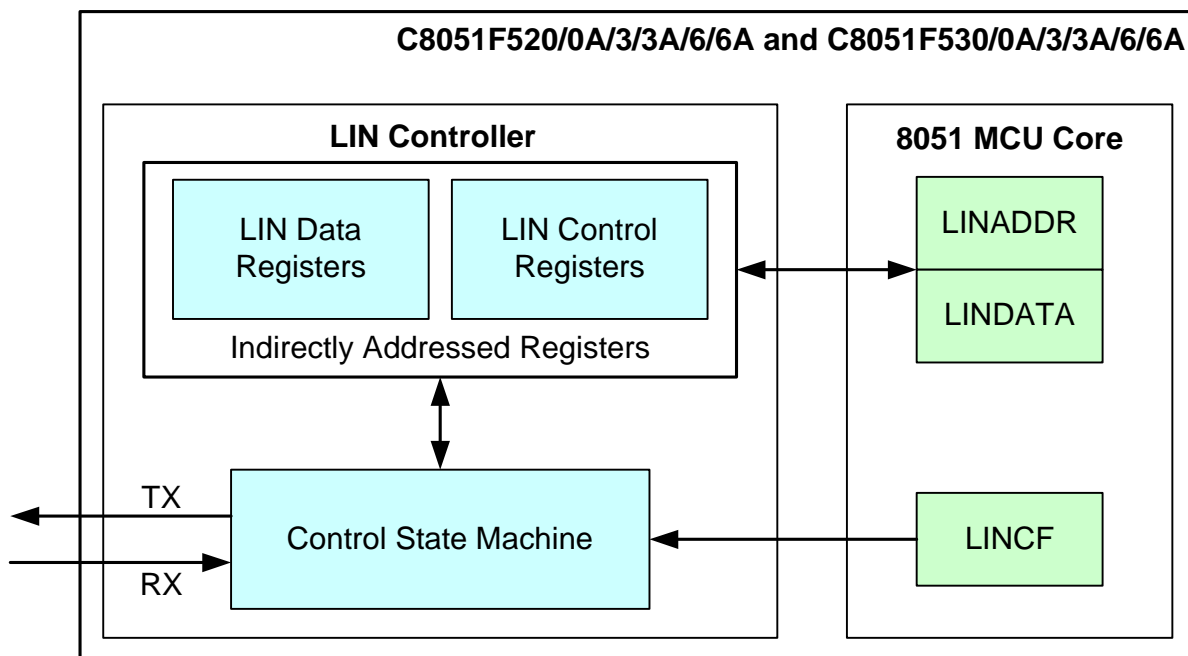 C8051F520/0A/3/3A/6/6A and C8051F530/0A/3/3A/6/6A
LIN Controller
8051 MCU Core
LIN Data
Registers
LIN Control
Registers
Indirectly Addressed Registers
LINADDR
LINDATA
TX
RX
Control State Machine
LINCF